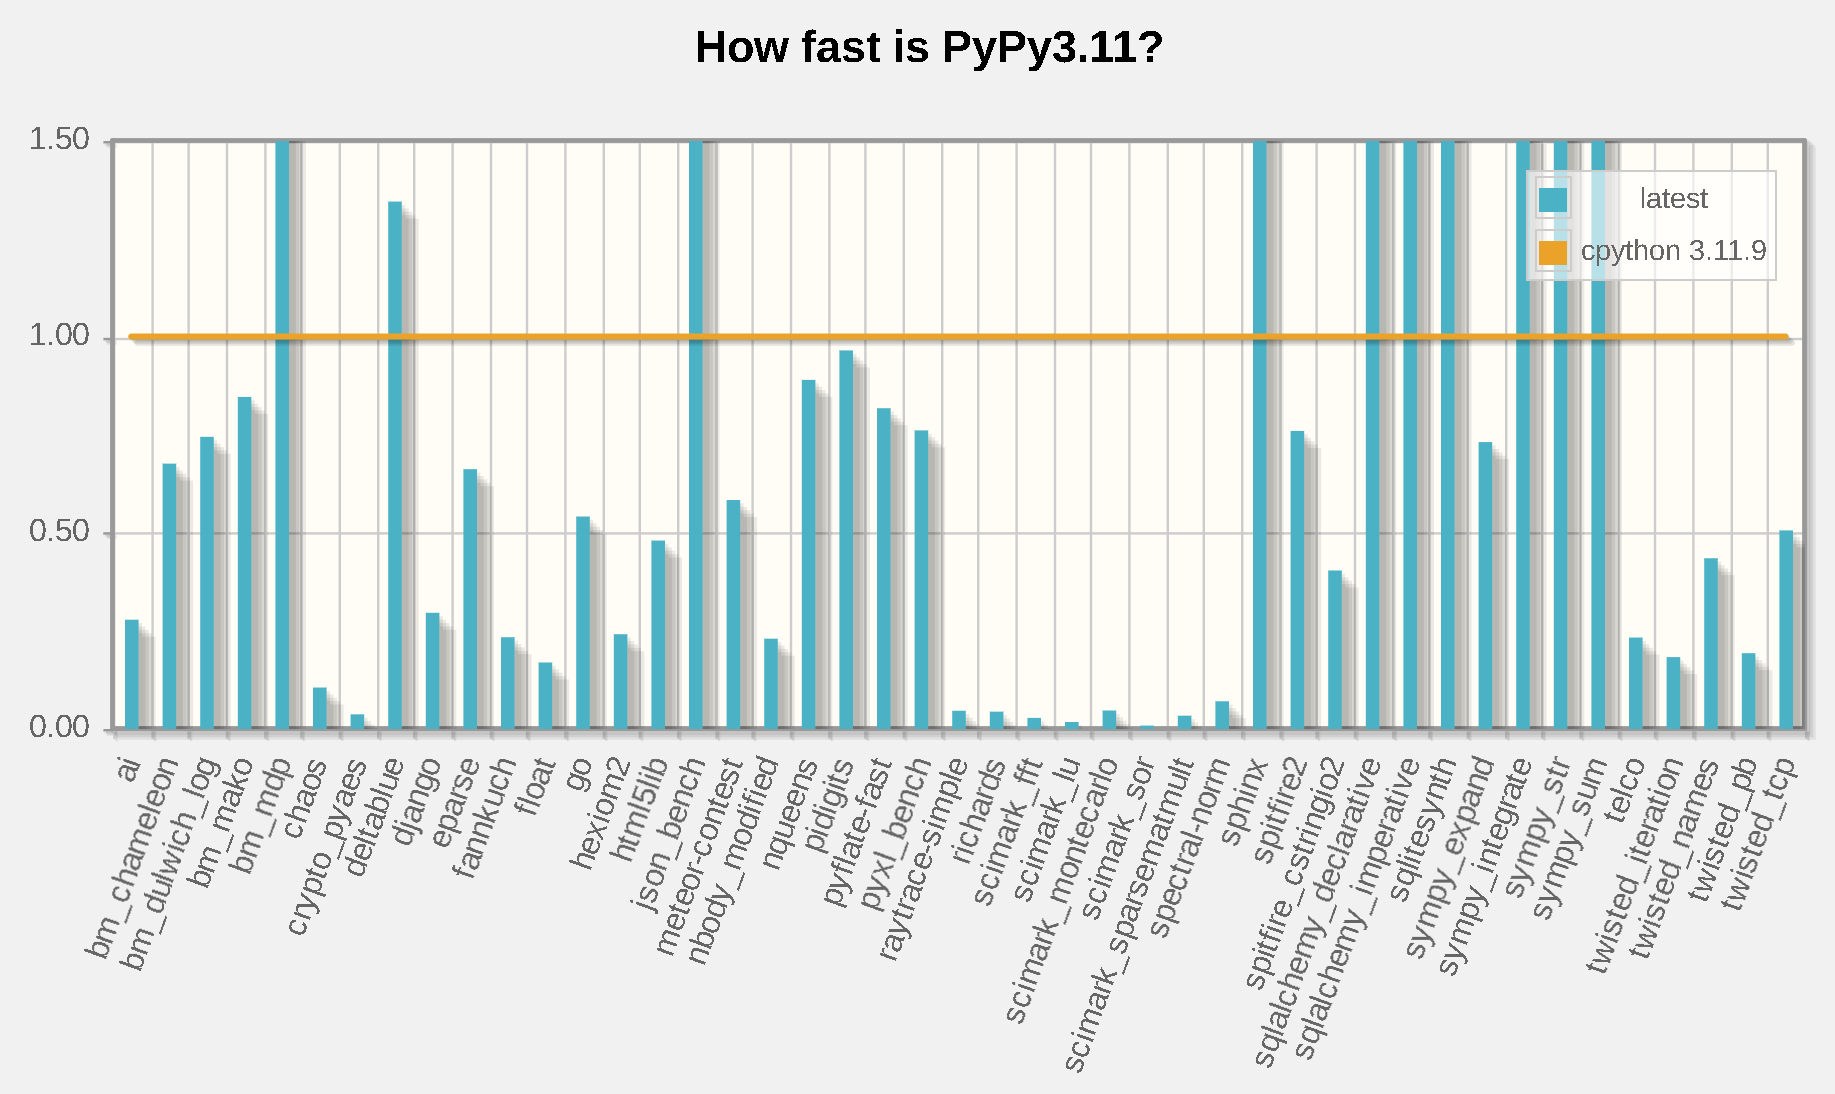 How fast is PyPy3.11?
1.50
1.00
0.50
0.00
latest
cpython 3.11.9
ai
bm_chameleon
bm_dulwich_log
bm_mako
bm_mdp
chaos
crypto_pyaes
deltablue
django
eparse
fannkuch
float
go
hexiom2
html5lib
json_bench
meteor-contest
nbody_modified
nqueens
pidigits
pyflate-fast
pyxl_bench
raytrace-simple
richards
scimark_fft
scimark_lu
scimark_montecarlo
scimark_sor
scimark_sparsematmult
spectral-norm
sphinx
spitfire2
spitfire_cstringio2
sqlalchemy_declarative
sqlalchemy_imperative
sqlitesynth
sympy_expand
sympy_integrate
sympy_str
sympy_sum
telco
twisted_iteration
twisted_names
twisted_pb
twisted_tcp